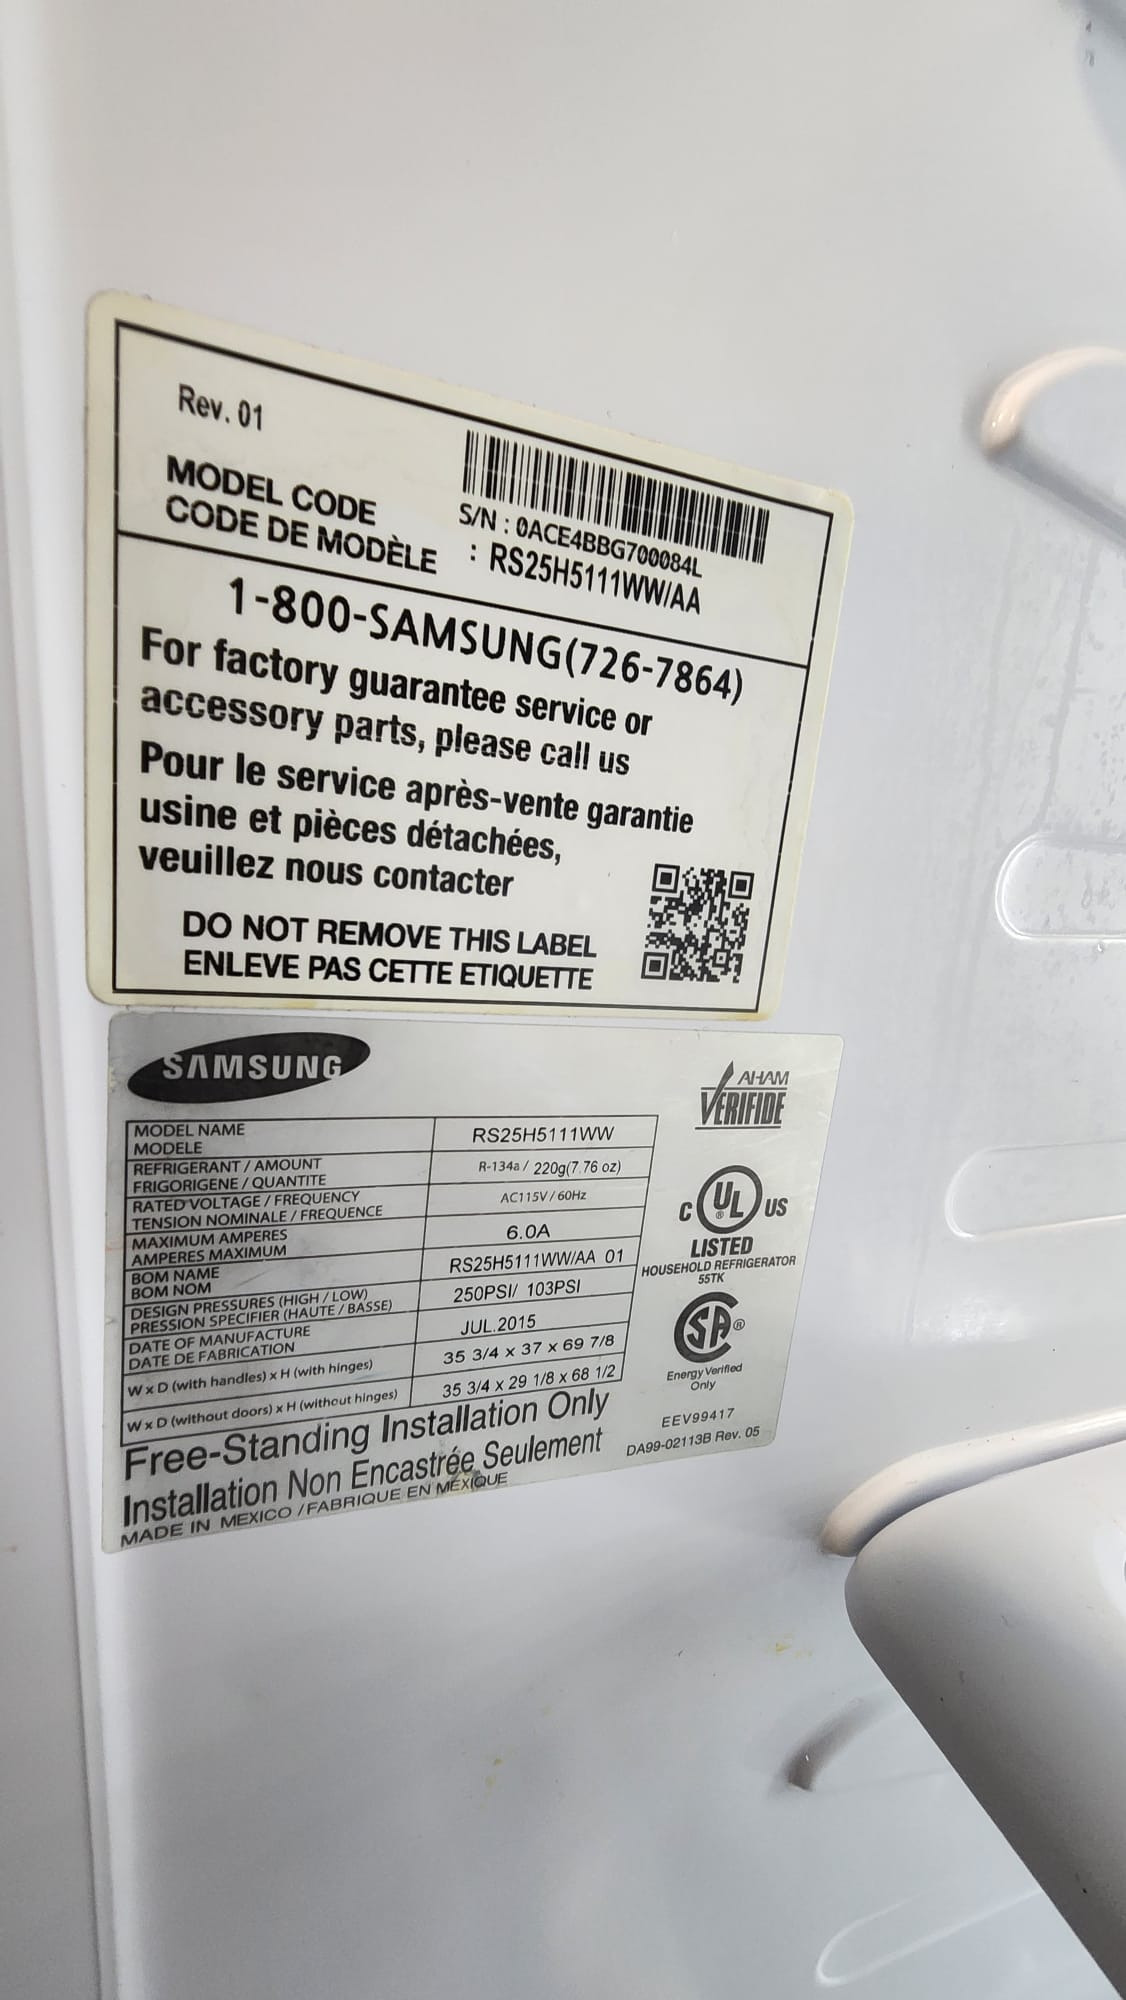 Rev. 01
S/N : 0ACE4BBG700084L
MODEL CODE
CODE DE MODÈLE : RS25H5111WW/AA
1-800-SAMSUNG(726-7864)
For factory guarantee service or
accessory parts, please call us
Pour le service après-vente garantie
usine et pièces détachées,
veuillez nous contacter
DO NOT REMOVE THIS LABEL
ENLEVE PAS CETTE ETIQUETTE
SAMSUNG
AHAM
VERIFIDE
MODEL NAME
MODELE
RS25H5111WW
REFRIGERANT / AMOUNT
FRIGORIGENE / QUANTITE
R-134a / 220g(7.76 oz)
RATED VOLTAGE / FREQUENCY
TENSION NOMINALE / FREQUENCE
AC115V / 60Hz
MAXIMUM AMPERES
AMPERES MAXIMUM
6.0A
BOM NAME
BOM NOM
RS25H5111WW/AA 01
DESIGN PRESSURES (HIGH / LOW)
PRESSION SPECIFIER (HAUTE / BASSE)
250PSI/ 103PSI
DATE OF MANUFACTURE
DATE DE FABRICATION
JUL.2015
W x D (with handles) x H (with hinges)
35 3/4 x 37 x 69 7/8
W x D (without doors) x H (without hinges)
35 3/4 x 29 1/8 x 68 1/2
C UL ® US
LISTED
HOUSEHOLD REFRIGERATOR
55TK
SA ®
Energy Verified
Only
EEV99417
DA99-02113B Rev. 05
Free-Standing Installation Only
Installation Non Encastrée Seulement
MADE IN MEXICO / FABRIQUE EN MEXIQUE